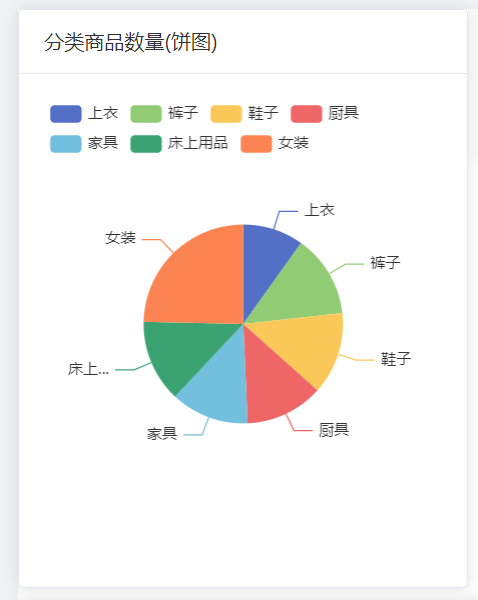 分类商品数量(饼图)
上衣 裤子 鞋子 厨具
家具 床上用品 女装
上衣
女装
裤子
鞋子
床上...
厨具
家具